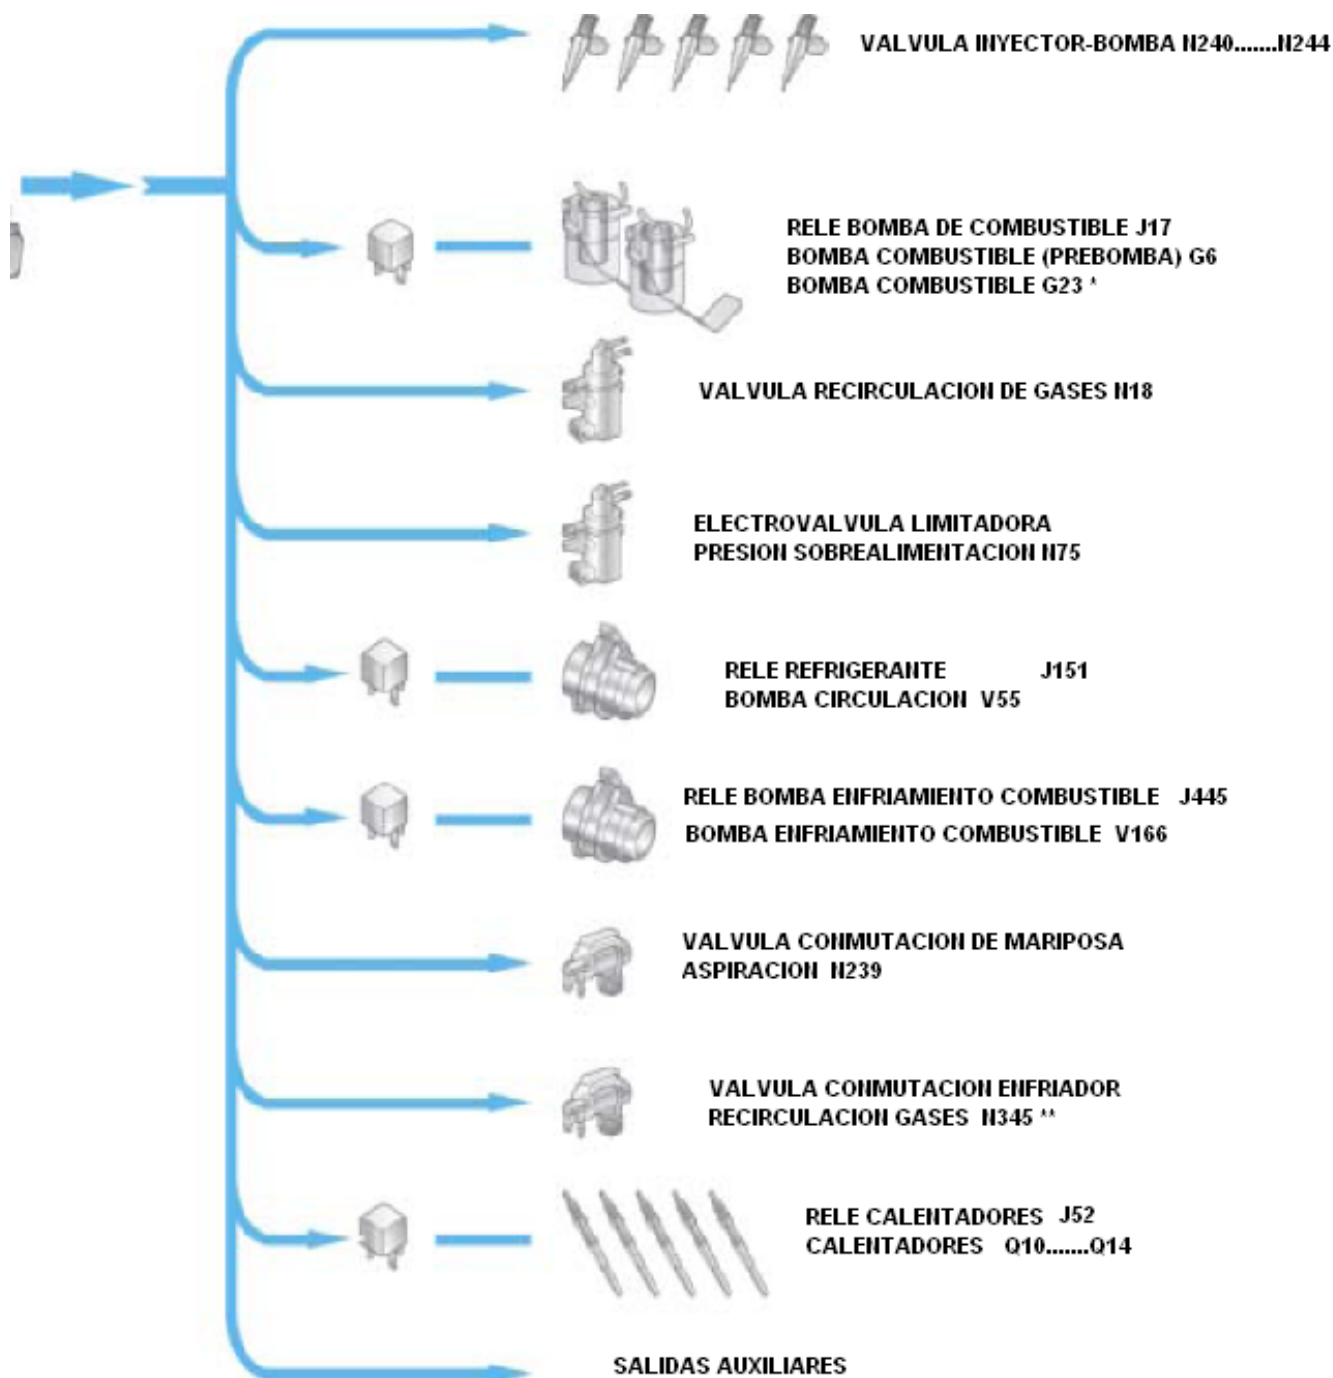 VALVULA INYECTOR-BOMBA N240.......N244
RELE BOMBA DE COMBUSTIBLE J17
BOMBA COMBUSTIBLE (PREBOMBA) G6
BOMBA COMBUSTIBLE G23 *
VALVULA RECIRCULACION DE GASES N18
ELECTROVALVULA LIMITADORA
PRESION SOBREALIMENTACION N75
RELE REFRIGERANTE J151
BOMBA CIRCULACION V55
RELE BOMBA ENFRIAMIENTO COMBUSTIBLE J445
BOMBA ENFRIAMIENTO COMBUSTIBLE V166
VALVULA CONMUTACION DE MARIPOSA
ASPIRACION N239
VALVULA CONMUTACION ENFRIADOR
RECIRCULACION GASES N345 **
RELE CALENTADORES J52
CALENTADORES Q10.......Q14
SALIDAS AUXILIARES